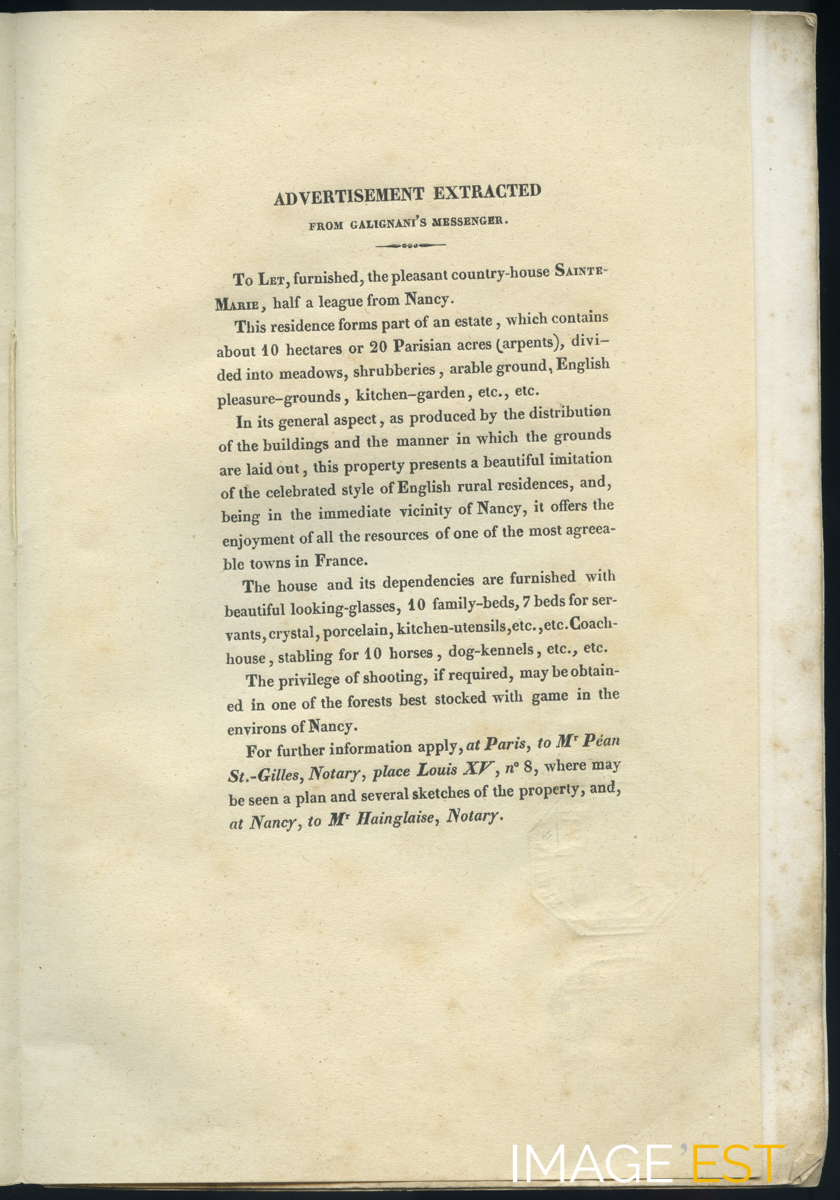 ADVERTISEMENT EXTRACTED
FROM GALIGNANI'S MESSENGER.
To Let, furnished, the pleasant country-house Sainte-
Marie, half a league from Nancy.
This residence forms part of an estate, which contains
about 10 hectares or 20 Parisian acres (arpents), divi-
ded into meadows, shrubberies, arable ground, English
pleasure-grounds, kitchen-garden, etc., etc.
In its general aspect, as produced by the distribution
of the buildings and the manner in which the grounds
are laid out, this property presents a beautiful imitation
of the celebrated style of English rural residences, and,
being in the immediate vicinity of Nancy, it offers the
enjoyment of all the resources of one of the most agreea-
ble towns in France.
The house and its dependencies are furnished with
beautiful looking-glasses, 10 family-beds, 7 beds for ser-
vants, crystal, porcelain, kitchen-utensils, etc., etc. Coach-
house, stabling for 10 horses, dog-kennels, etc., etc.
The privilege of shooting, if required, may be obtain-
ed in one of the forests best stocked with game in the
environs of Nancy.
For further information apply, at Paris, to Mr Péan
St.-Gilles, Notary, place Louis XV, n° 8, where may
be seen a plan and several sketches of the property, and,
at Nancy, to Mr Hainglaise, Notary.
IMAGE'EST